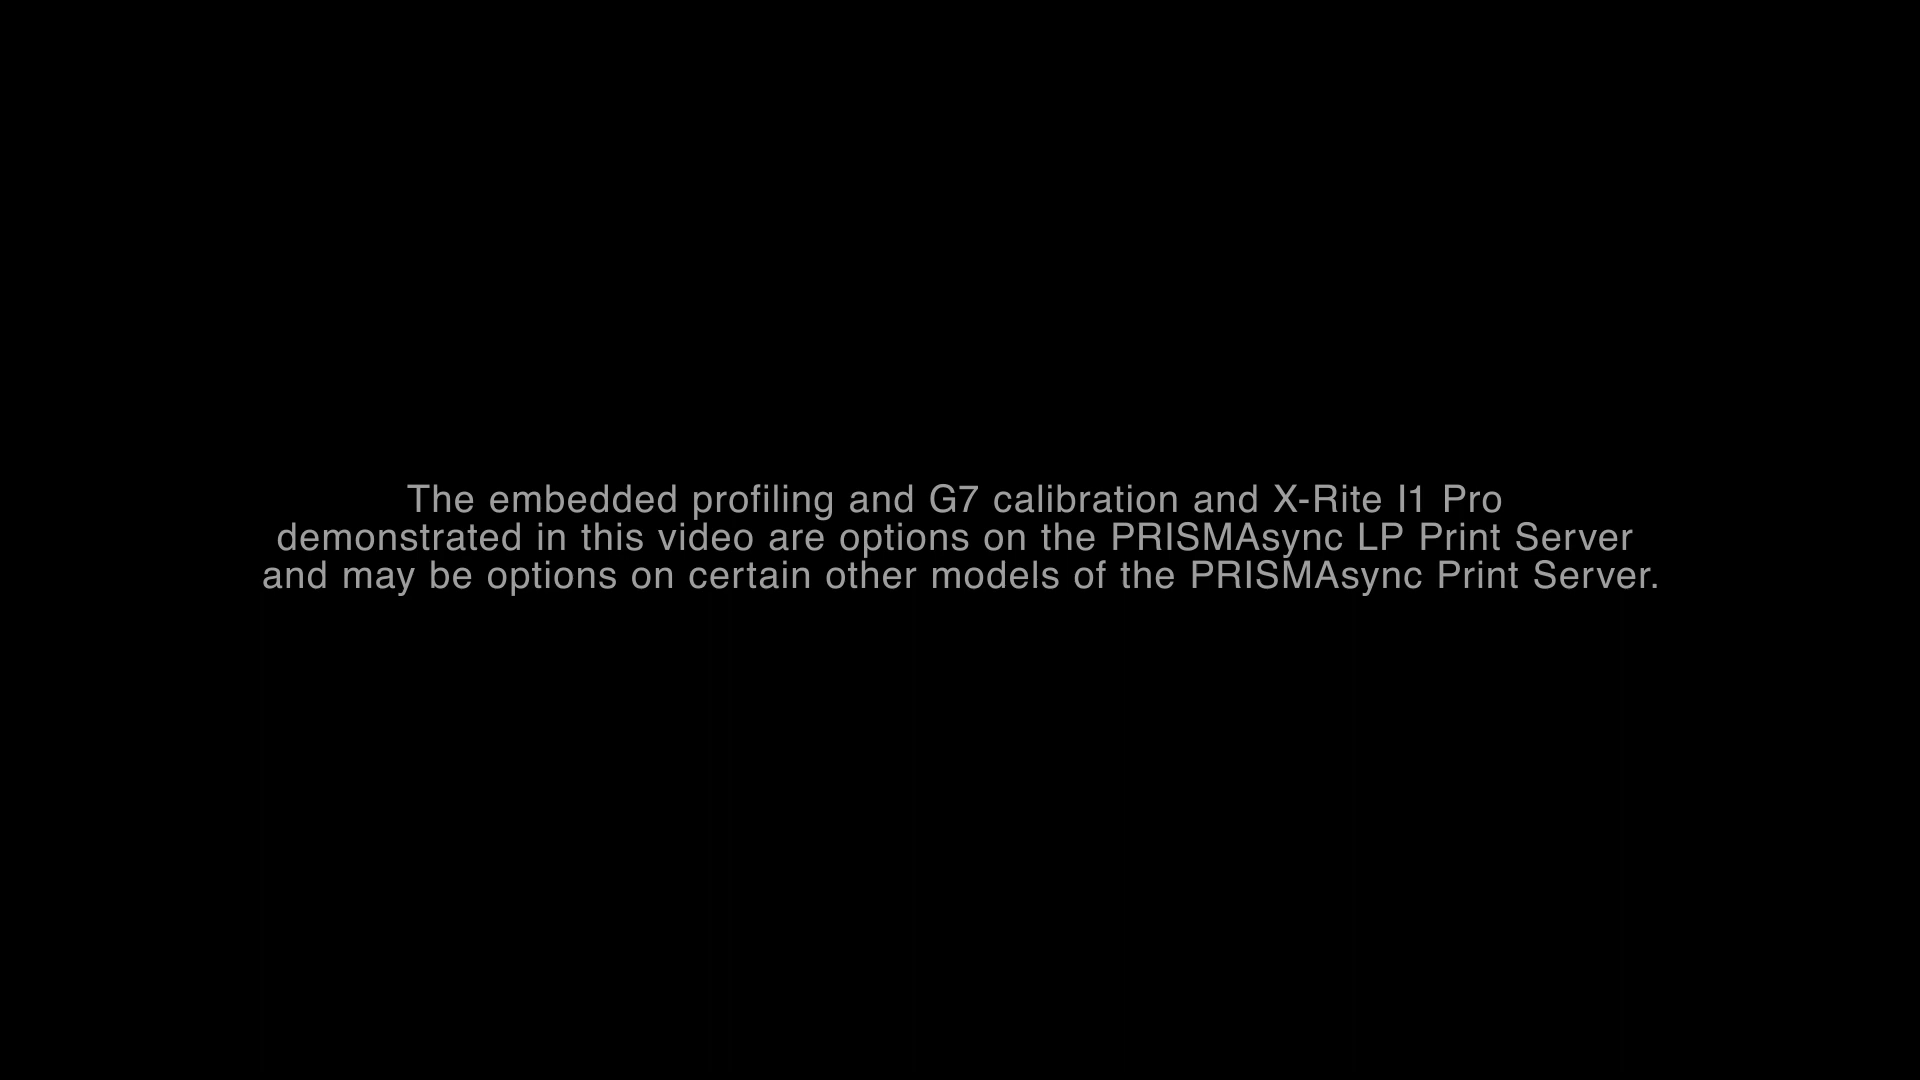 The embedded profiling and G7 calibration and X-Rite I1 Pro
demonstrated in this video are options on the PRISMAsync LP Print Server
and may be options on certain other models of the PRISMAsync Print Server.